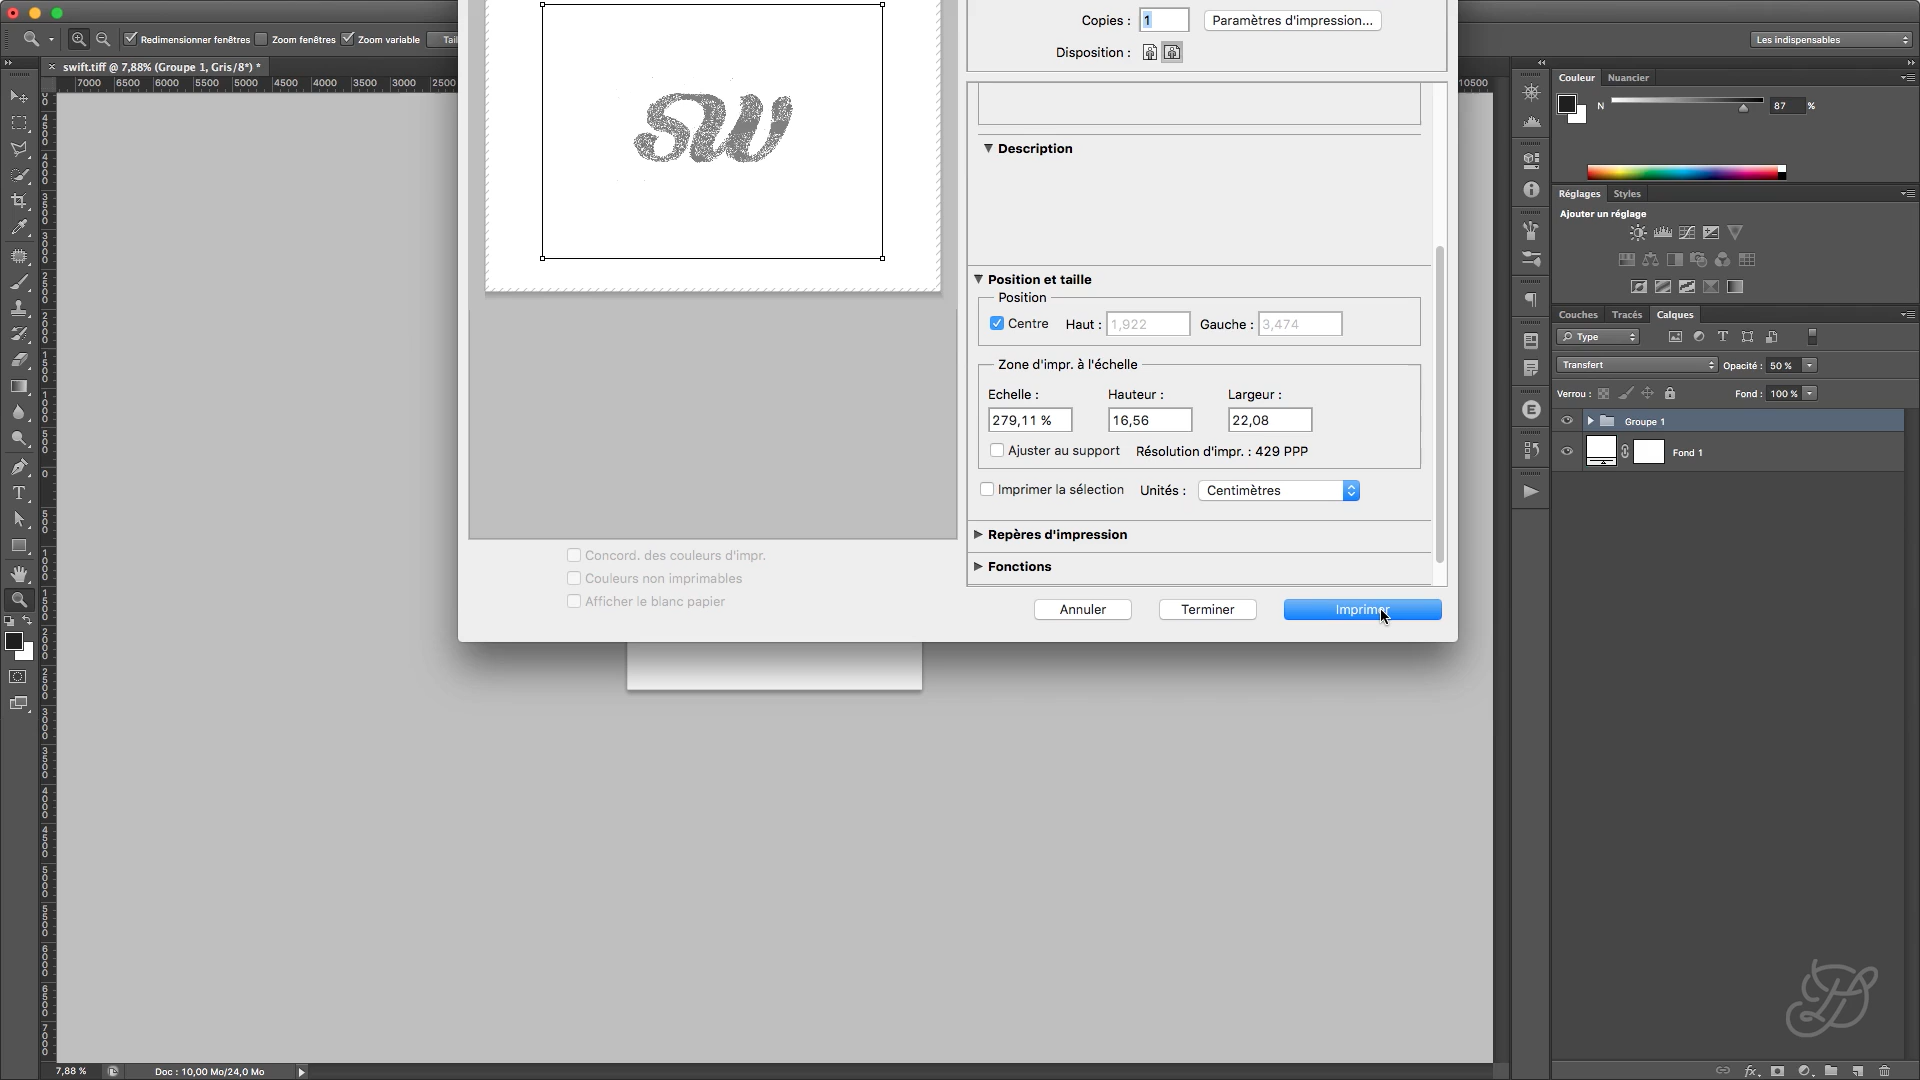 Copies : 1 Paramètres d'impression...
Redimensionner fenêtres Zoom fenêtres Zoom variable Tail
Les indispensables
Disposition :
swift.tiff @ 7,88% (Groupe 1, Gris/8*) *
7000 6500 6000 5500 5000 4500 4000 3500 3000 2500 10500
Couleur Nuancier
N 87 %
sw
Description
Réglages Styles
Ajouter un réglage
Position et taille
Position
Centre Haut : 1,922 Gauche : 3,474
Couches Tracés Calques
Type
Zone d'impr. à l'échelle
Transfert Opacité : 50 %
Echelle : Hauteur : Largeur :
Verrou : Fond : 100 %
279,11 % 16,56 22,08
Groupe 1
Ajuster au support Résolution d'impr. : 429 PPP
Fond 1
Imprimer la sélection Unités : Centimètres
Repères d'impression
Concord. des couleurs d'impr.
Fonctions
Couleurs non imprimables
Afficher le blanc papier
Annuler Terminer Imprimer
7,88 % Doc : 10,00 Mo/24,0 Mo